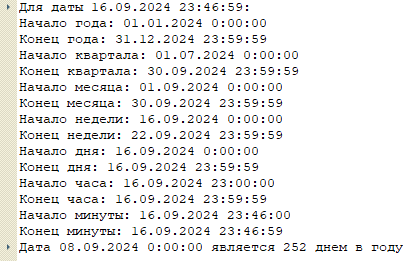 Для даты 16.09.2024 23:46:59:
Начало года: 01.01.2024 0:00:00
Конец года: 31.12.2024 23:59:59
Начало квартала: 01.07.2024 0:00:00
Конец квартала: 30.09.2024 23:59:59
Начало месяца: 01.09.2024 0:00:00
Конец месяца: 30.09.2024 23:59:59
Начало недели: 16.09.2024 0:00:00
Конец недели: 22.09.2024 23:59:59
Начало дня: 16.09.2024 0:00:00
Конец дня: 16.09.2024 23:59:59
Начало часа: 16.09.2024 23:00:00
Конец часа: 16.09.2024 23:59:59
Начало минуты: 16.09.2024 23:46:00
Конец минуты: 16.09.2024 23:46:59
Дата 08.09.2024 0:00:00 является 252 днем в году